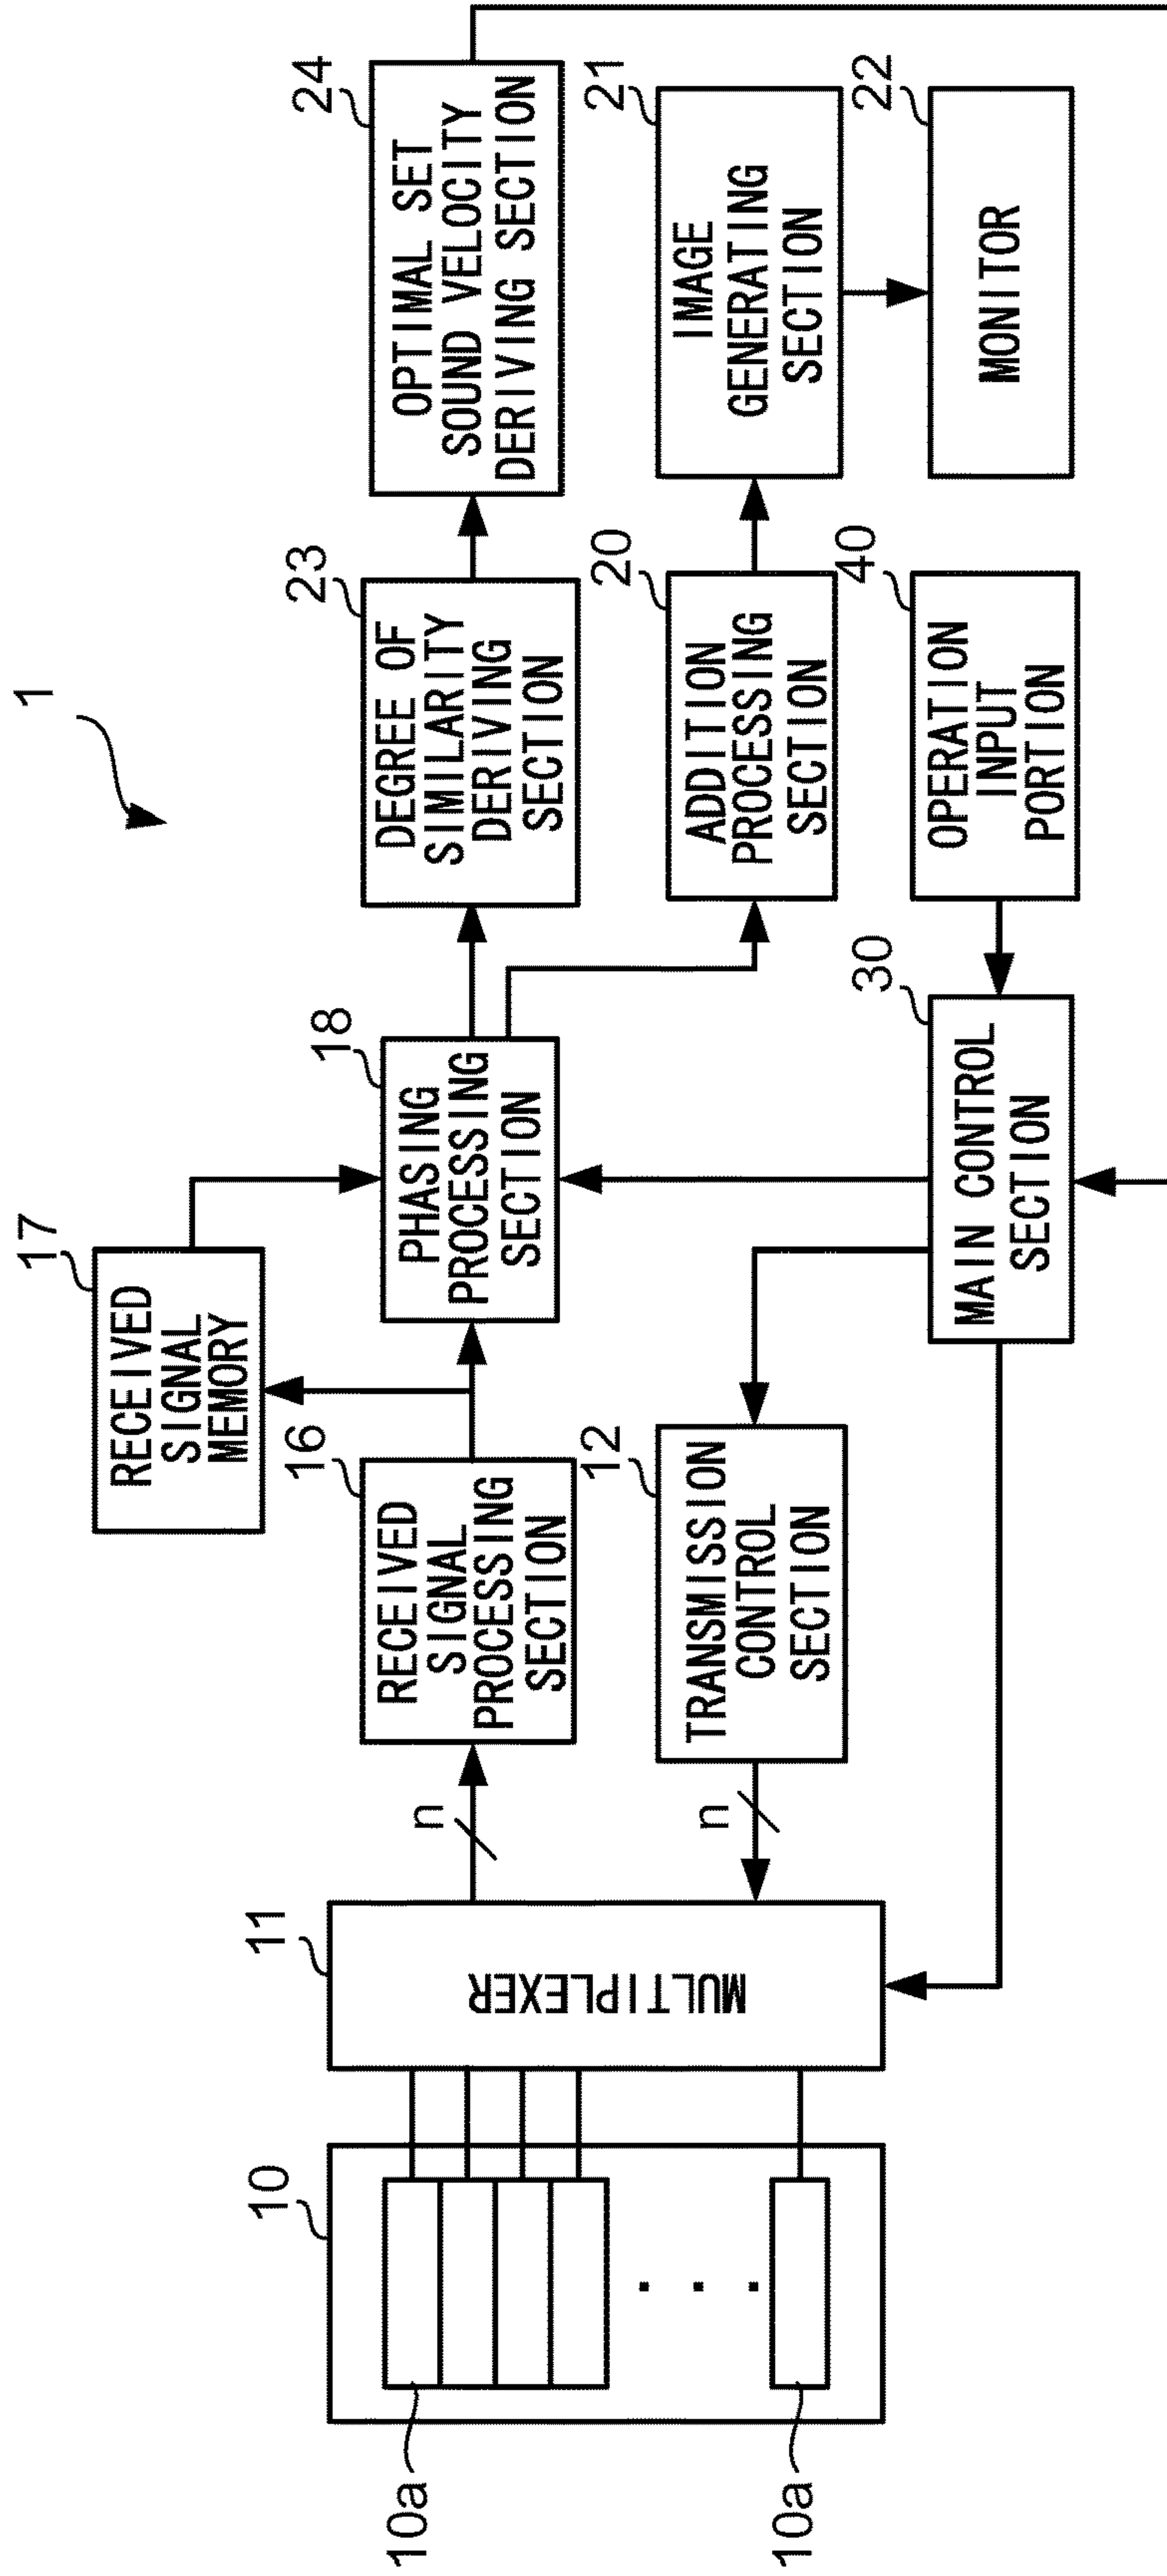 1
17
RECEIVED
SIGNAL
MEMORY
10
11
16
18
23
24
n
RECEIVED
SIGNAL
PROCESSING
SECTION
PHASING
PROCESSING
SECTION
DEGREE OF
SIMILARITY
DERIVING
SECTION
OPTIMAL SET
SOUND VELOCITY
DERIVING SECTION
10a
MULTIPLEXER
12
20
21
n
TRANSMISSION
CONTROL
SECTION
ADDITION
PROCESSING
SECTION
IMAGE
GENERATING
SECTION
10a
30
40
22
MAIN CONTROL
SECTION
OPERATION
INPUT
PORTION
MONITOR